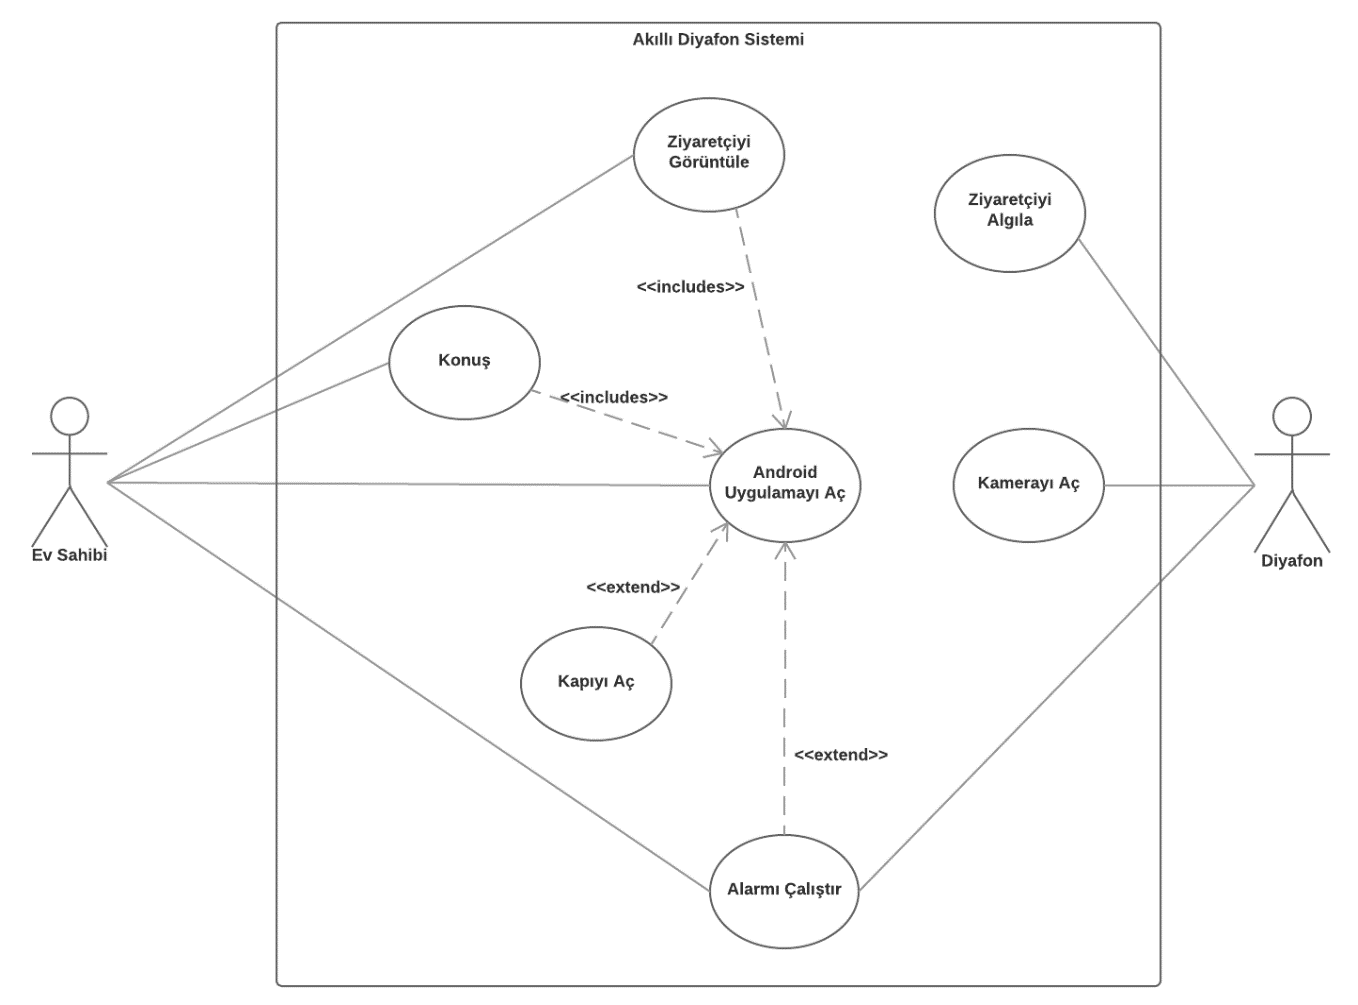 Akıllı Diyafon Sistemi
Ziyaretçiyi
Görüntüle
Ziyaretçiyi
Algıla
<<includes>>
Konuş
<<includes>>
Android
Uygulamayı Aç
Kamerayı Aç
Ev Sahibi
Diyafon
<<extend>>
Kapıyı Aç
<<extend>>
Alarmı Çalıştır